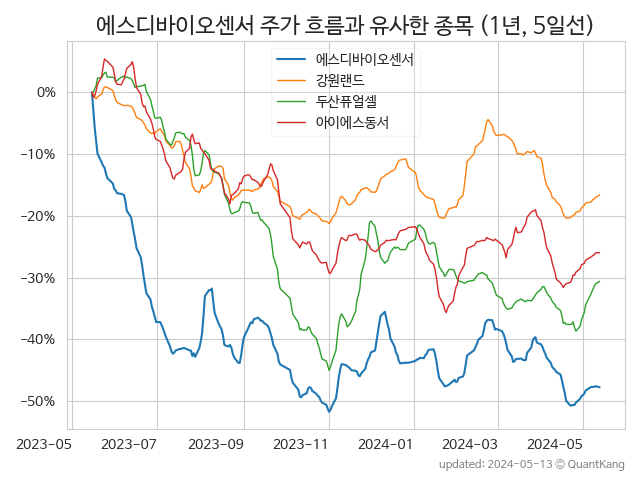 에스디바이오센서 주가 흐름과 유사한 종목 (1년, 5일선)
에스디바이오센서
강원랜드
두산퓨얼셀
아이에스동서
0%
−10%
−20%
−30%
−40%
−50%
2023-05 2023-07 2023-09 2023-11 2024-01 2024-03 2024-05
updated: 2024-05-13 © QuantKang